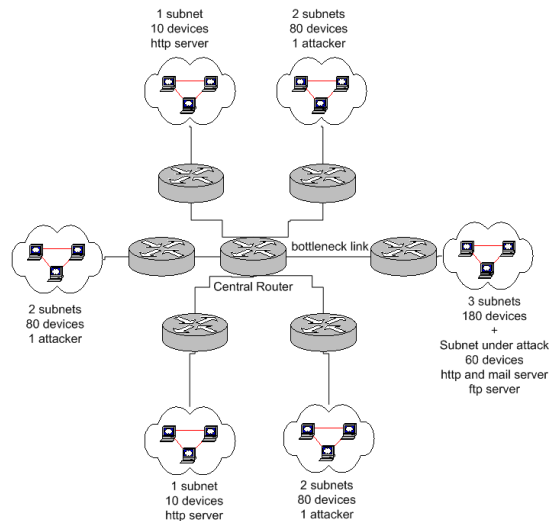 1 subnet
10 devices
http server
2 subnets
80 devices
1 attacker
bottleneck link
Central Router
2 subnets
80 devices
1 attacker
3 subnets
180 devices
+
Subnet under attack
60 devices
http and mail server
ftp server
1 subnet
10 devices
http server
2 subnets
80 devices
1 attacker